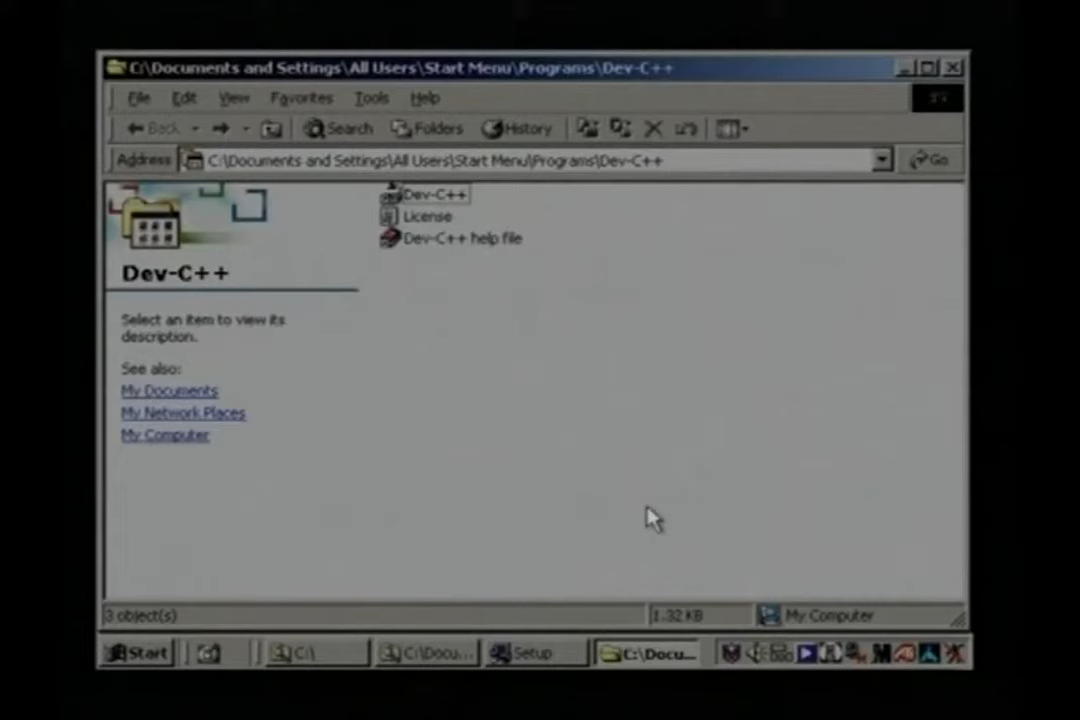 C:\Documents and Settings\All Users\Start Menu\Programs\Dev-C++
File Edit View Favorites Tools Help
Back Search Folders History
Address C:\Documents and Settings\All Users\Start Menu\Programs\Dev-C++ Go
Dev-C++
License
Dev-C++ help file
Dev-C++
Select an item to view its
description.
See also:
My Documents
My Network Places
My Computer
3 object(s) 1.32 KB My Computer
Start C:\ C:\Docu... Setup C:\Docu...